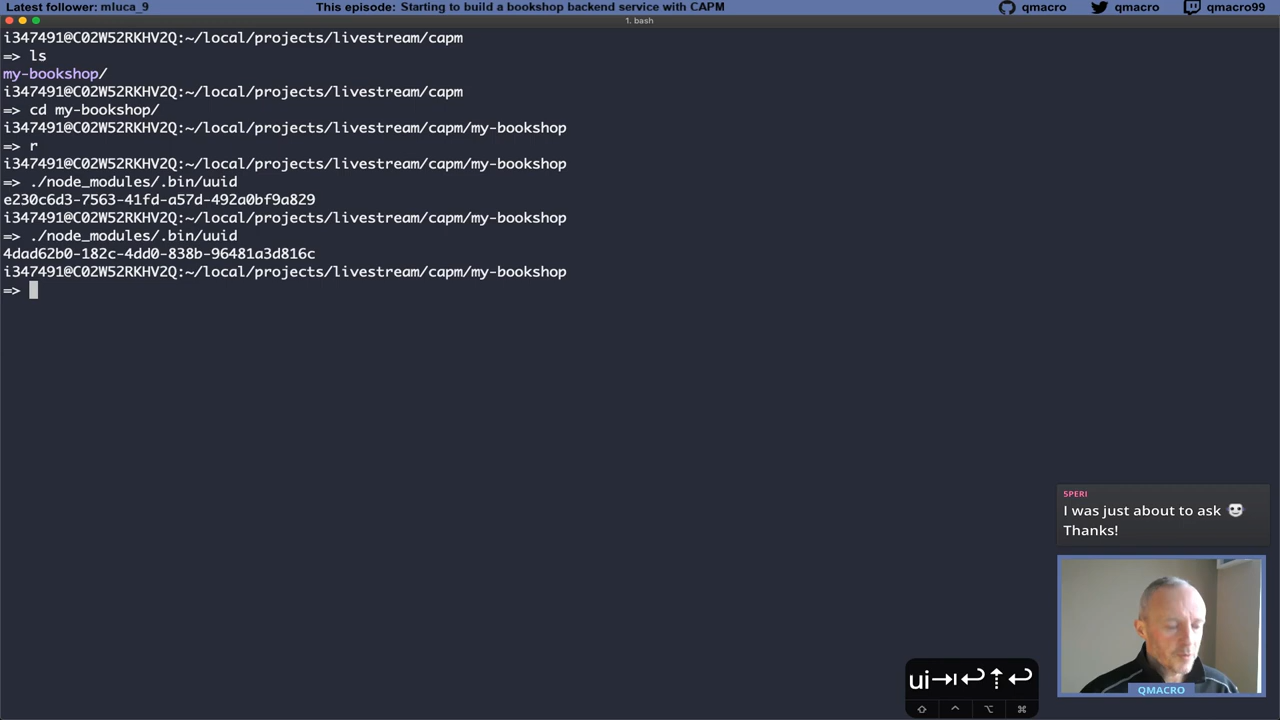 Latest follower: mluca_9
This episode: Starting to build a bookshop backend service with CAPM
qmacro
qmacro
qmacro99
1. bash
i347491@C02W52RKHV2Q:~/local/projects/livestream/capm
=> ls
my-bookshop/
i347491@C02W52RKHV2Q:~/local/projects/livestream/capm
=> cd my-bookshop/
i347491@C02W52RKHV2Q:~/local/projects/livestream/capm/my-bookshop
=> r
i347491@C02W52RKHV2Q:~/local/projects/livestream/capm/my-bookshop
=> ./node_modules/.bin/uuid
e230c6d3-7563-41fd-a57d-492a0bf9a829
i347491@C02W52RKHV2Q:~/local/projects/livestream/capm/my-bookshop
=> ./node_modules/.bin/uuid
4dad62b0-182c-4dd0-838b-96481a3d816c
i347491@C02W52RKHV2Q:~/local/projects/livestream/capm/my-bookshop
=>
5PERI
I was just about to ask
Thanks!
QMACRO
ui⇥↩⇡↩
⇧ ⌃ ⌥ ⌘